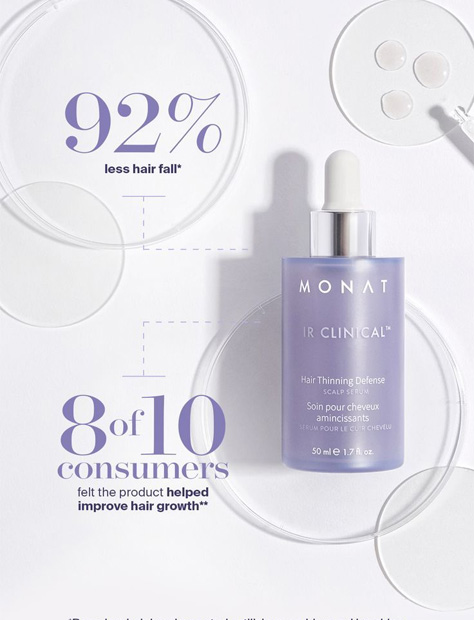 92%
less hair fall*
MONAT
IR CLINICAL™
Hair Thinning Defense
SCALP SERUM
Soin pour cheveux
amincissants
SÉRUM POUR LE CUIR CHEVELU
50 ml ℮ 1.7 fl. oz.
8 of 10
consumers
felt the product helped
improve hair growth**